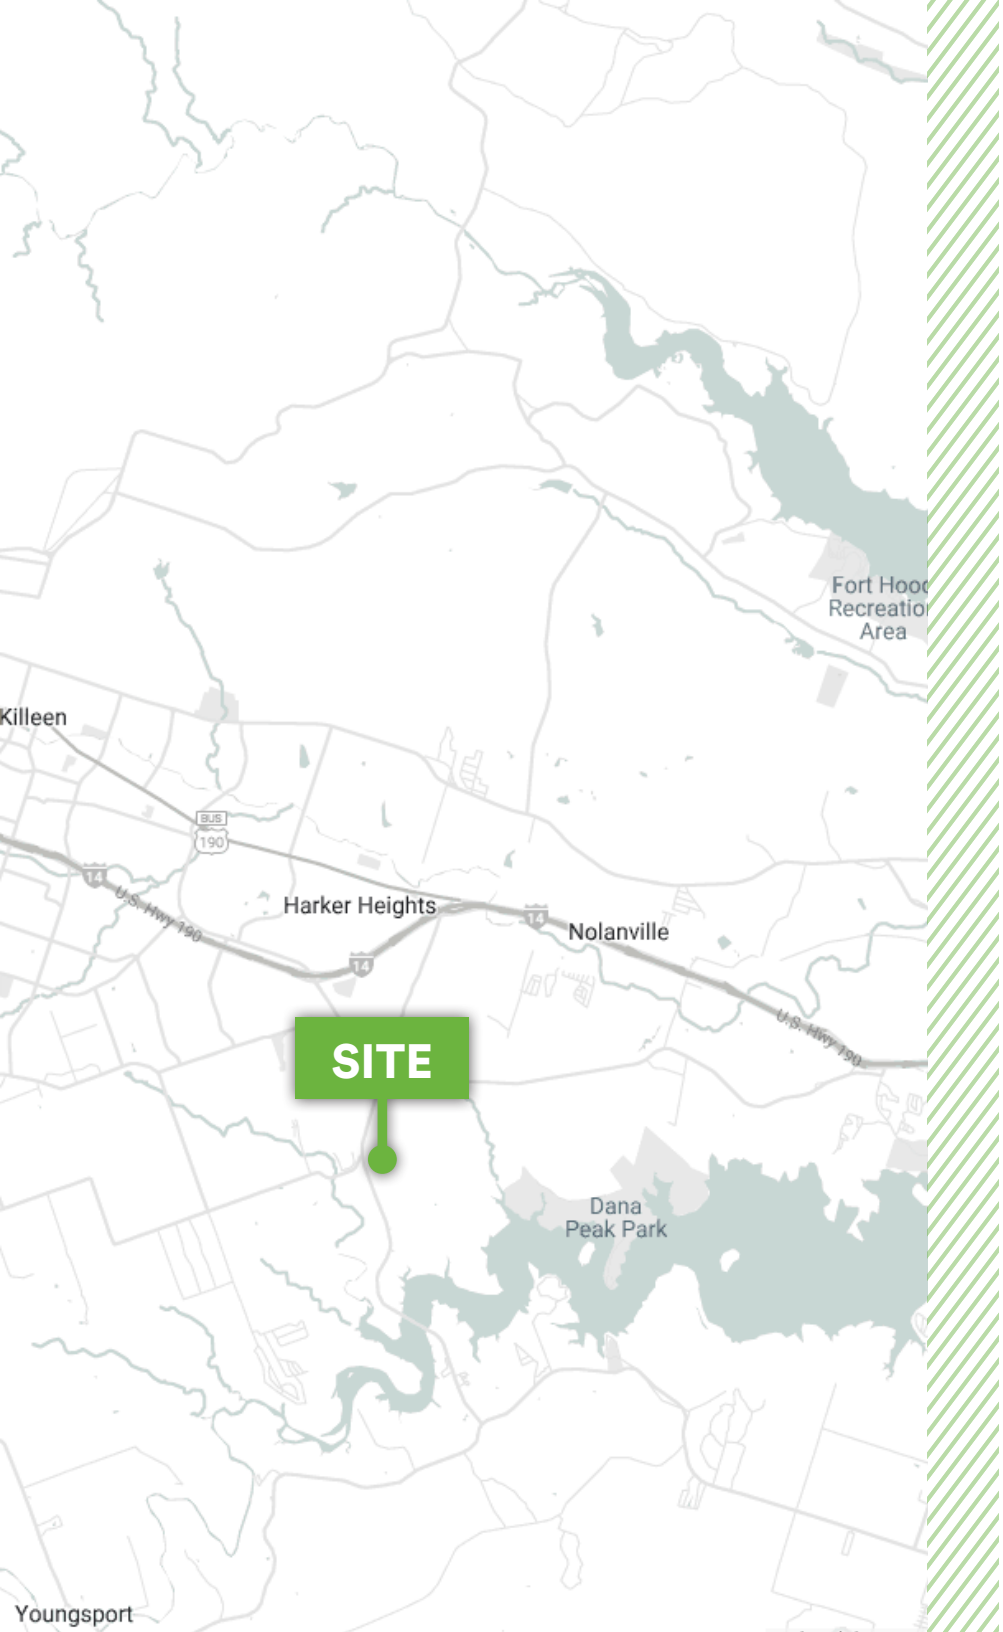 Fort Hood
Recreatio
Area
Killeen
BUS
190
14
U.S. Hwy 190
Harker Heights
14
Nolanville
14
U.S. Hwy 190
SITE
Dana
Peak Park
Youngsport